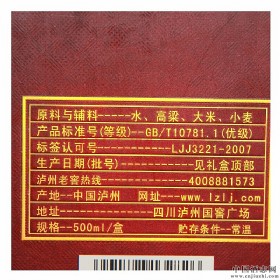 原料与辅料-----水、高粱、大米、小麦
产品标准号(等级)--GB/T10781.1(优级)
标签认可号------LJJ3221-2007
生产日期(批号)-----见礼盒顶部
泸州老窖热线-----4008881573
产地--中国泸州 网址---www.lzlj.com
地址-------四川泸州国窖广场
规格--500ml/盒 贮存条件--常温